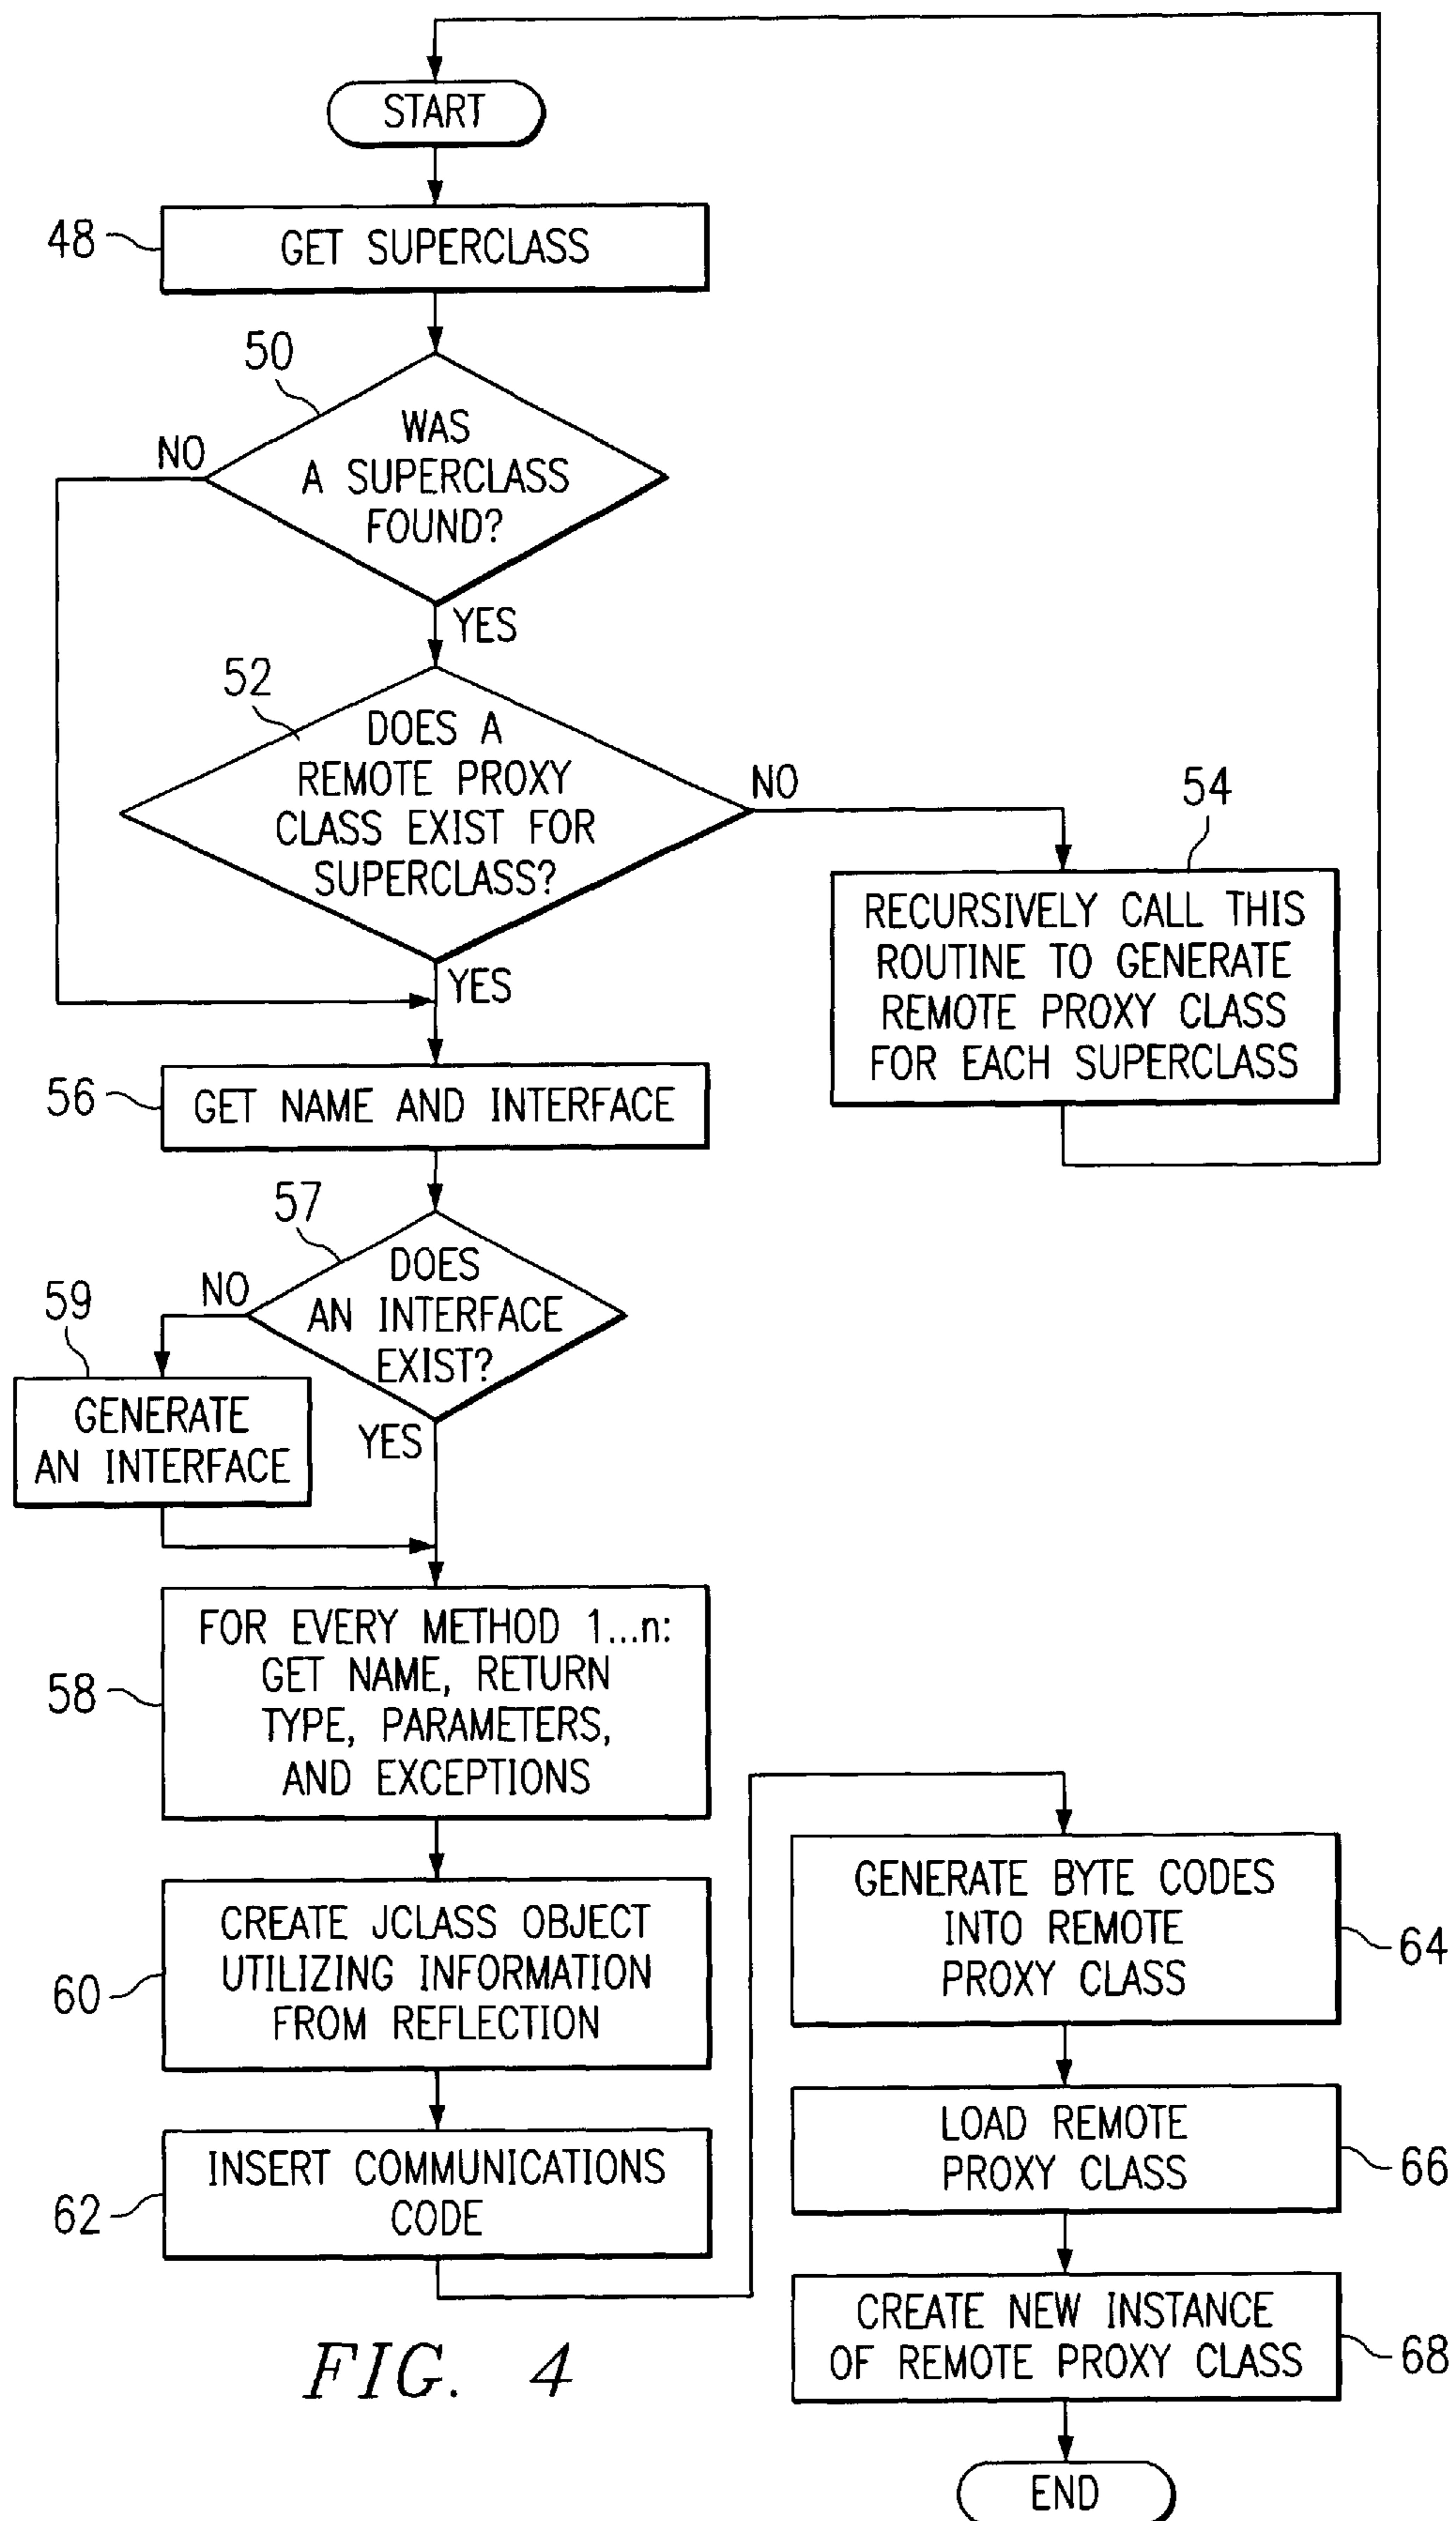 START
48
GET SUPERCLASS
50
WAS
A SUPERCLASS
FOUND?
NO
YES
52
DOES A
REMOTE PROXY
CLASS EXIST FOR
SUPERCLASS?
NO
YES
54
RECURSIVELY CALL THIS
ROUTINE TO GENERATE
REMOTE PROXY CLASS
FOR EACH SUPERCLASS
56
GET NAME AND INTERFACE
57
DOES
AN INTERFACE
EXIST?
NO
YES
59
GENERATE
AN INTERFACE
58
FOR EVERY METHOD 1...n:
GET NAME, RETURN
TYPE, PARAMETERS,
AND EXCEPTIONS
60
CREATE JCLASS OBJECT
UTILIZING INFORMATION
FROM REFLECTION
62
INSERT COMMUNICATIONS
CODE
GENERATE BYTE CODES
INTO REMOTE
PROXY CLASS
64
LOAD REMOTE
PROXY CLASS
66
CREATE NEW INSTANCE
OF REMOTE PROXY CLASS
68
END
FIG. 4